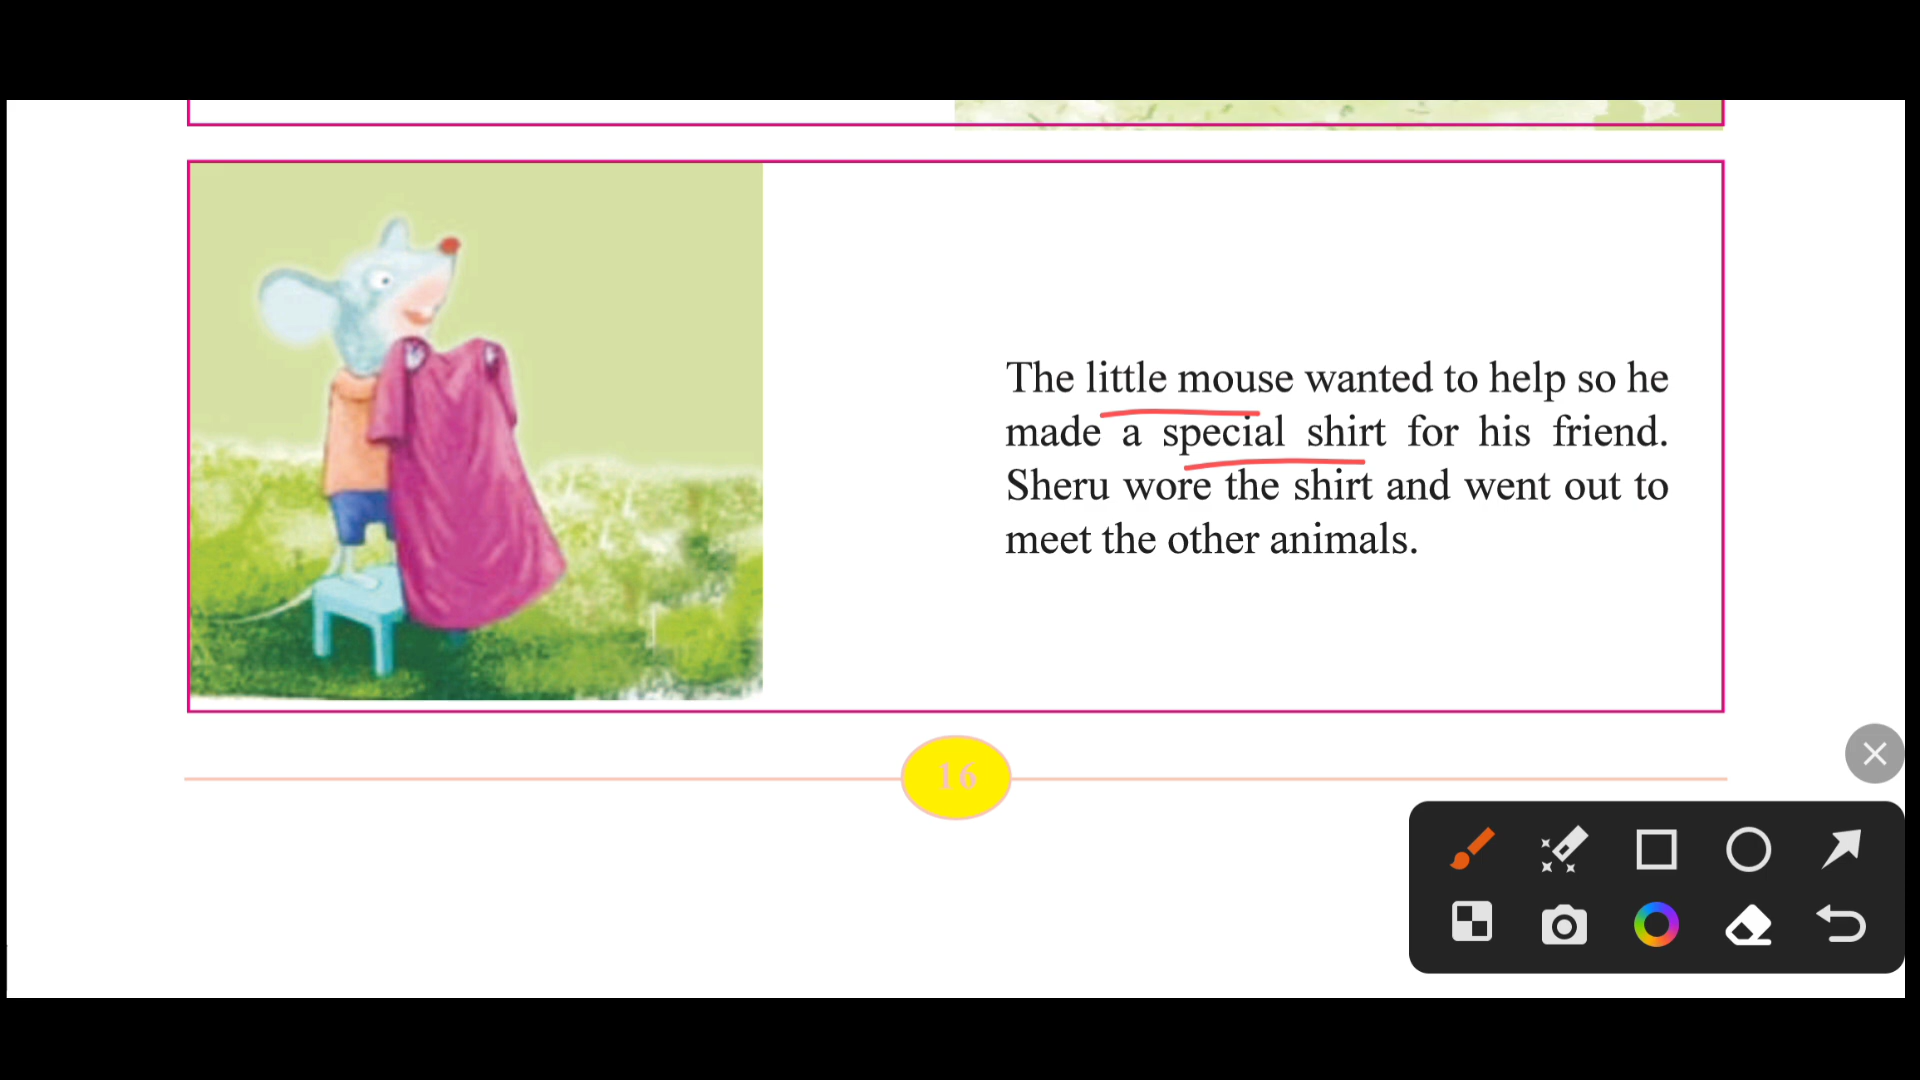 The little mouse wanted to help so he
made a special shirt for his friend.
Sheru wore the shirt and went out to
meet the other animals.
16